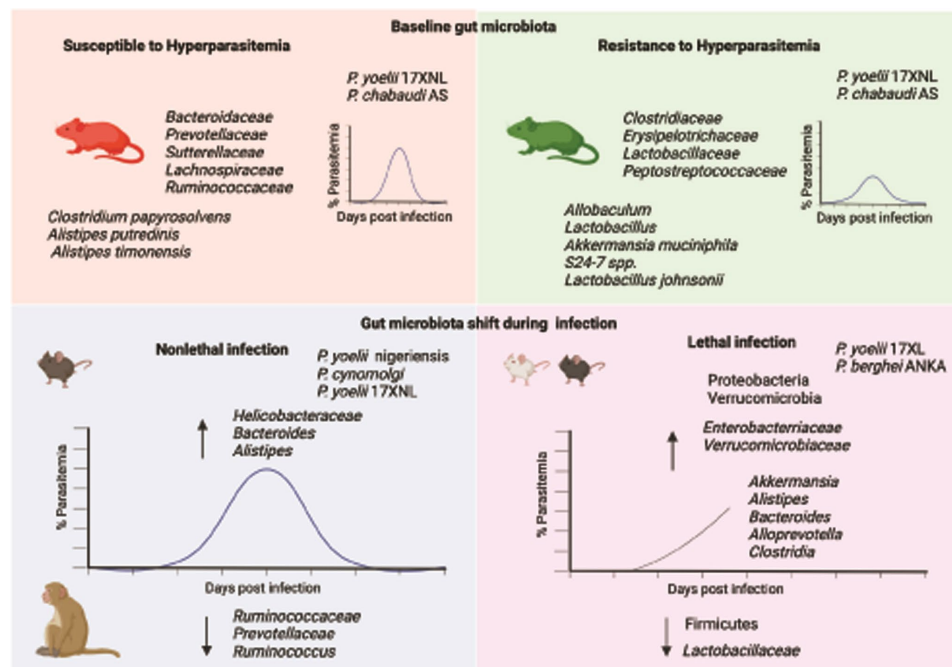 Baseline gut microbiota
Susceptible to Hyperparasitemia
P. yoelii 17XNL
P. chabaudi AS
Bacteroidaceae
Prevotellaceae
Sutterellaceae
Lachnospiraceae
Ruminococcaceae
Clostridium papyrosolvens
Alistipes putredinis
Alistipes timonensis
% Parasitemia
Days post infection
Resistance to Hyperparasitemia
P. yoelii 17XNL
P. chabaudi AS
Clostridiaceae
Erysipelotrichaceae
Lactobacillaceae
Peptostreptococcaceae
Allobaculum
Lactobacillus
Akkermansia muciniphila
S24-7 spp.
Lactobacillus johnsonii
% Parasitemia
Days post infection
Gut microbiota shift during infection
Nonlethal infection
P. yoelii nigeriensis
P. cynomolgi
P. yoelii 17XNL
Helicobacteraceae
Bacteroides
Alistipes
% Parasitemia
Days post infection
Ruminococcaceae
Prevotellaceae
Ruminococcus
Lethal infection
P. yoelii 17XL
P. berghei ANKA
Proteobacteria
Verrucomicrobia
Enterobacterriaceae
Verrucomicrobiaceae
Akkermansia
Alistipes
Bacteroides
Alloprevotella
Clostridia
% Parasitemia
Days post infection
Firmicutes
Lactobacillaceae